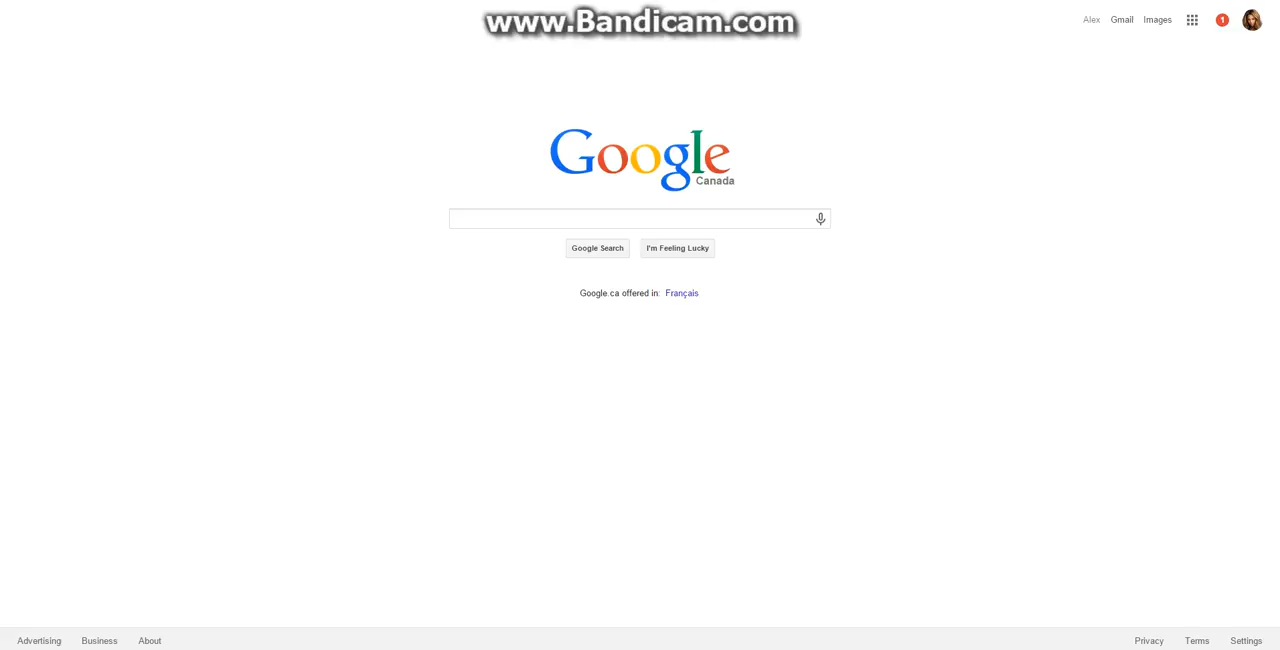 www.Bandicam.com
Alex Gmail Images 1
Google
Canada
Google Search I'm Feeling Lucky
Google.ca offered in: Français
Advertising Business About Privacy Terms Settings